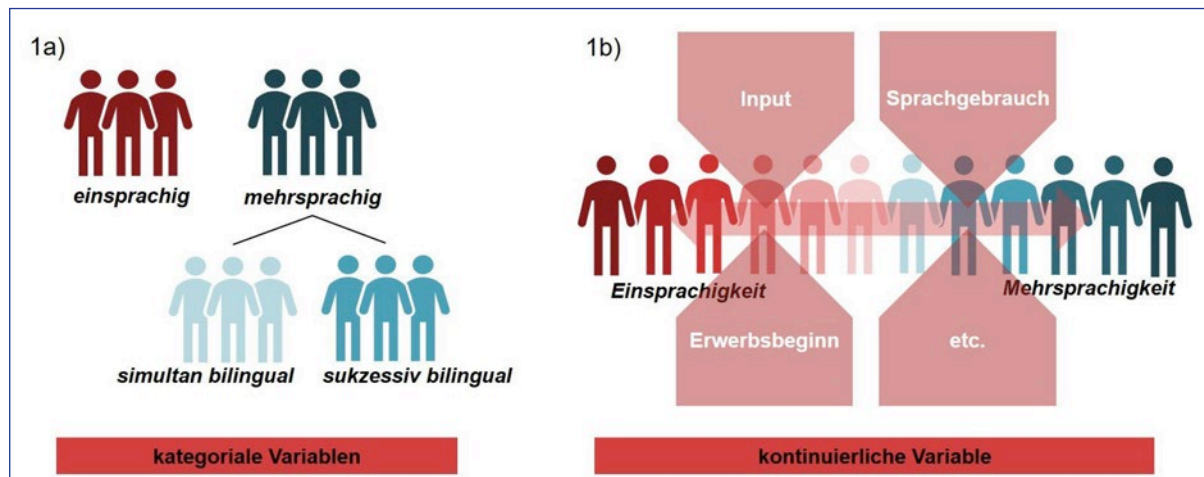 1a)
einsprachig
mehrsprachig
simultan bilingual
sukzessiv bilingual
kategoriale Variablen
1b)
Input
Sprachgebrauch
Einsprachigkeit
Mehrsprachigkeit
Erwerbsbeginn
etc.
kontinuierliche Variable